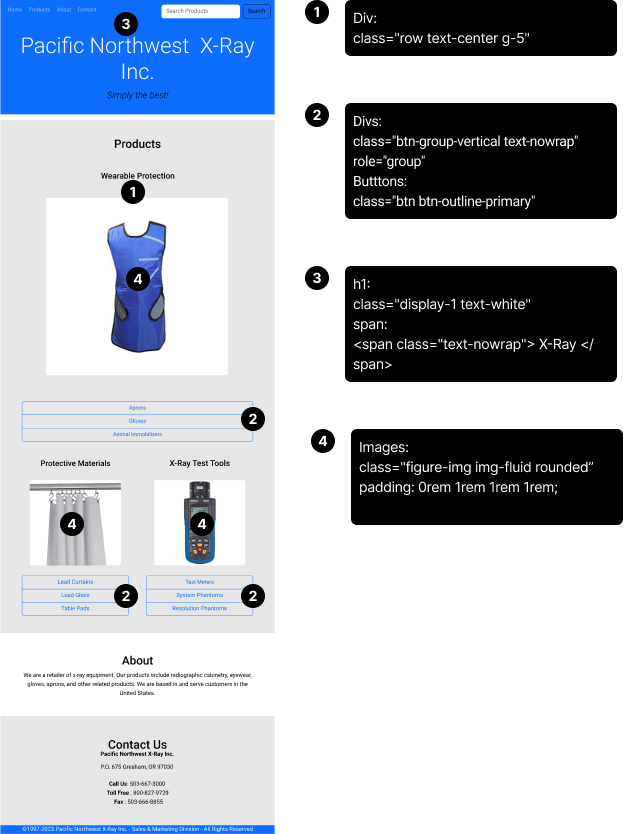 Home Products About Contact
Search Products
Search
3
Pacific Northwest X-Ray
Inc.
Simply the best!
Products
Wearable Protection
1
4
Aprons
Gloves
Animal Immobilizers
2
Protective Materials
X-Ray Test Tools
4
4
Lead Curtains
Lead Glass
Table Pads
2
Test Meters
System Phantoms
Resolution Phantoms
2
About
We are a retailer of x-ray equipment. Our products include radiographic cabinetry, eyewear,
gloves, aprons, and other related products. We are based in and serve customers in the
United States.
Contact Us
Pacific Northwest X-Ray Inc.
P.O. 675 Gresham, OR 97030
Call Us: 503-667-3000
Toll Free : 800-827-9729
Fax : 503-666-8855
©1997-2023 Pacific Northwest X-Ray Inc. - Sales & Marketing Division - All Rights Reserved
1
Div:
class="row text-center g-5"
2
Divs:
class="btn-group-vertical text-nowrap"
role="group"
Butttons:
class="btn btn-outline-primary"
3
h1:
class="display-1 text-white"
span:
<span class="text-nowrap"> X-Ray </
span>
4
Images:
class="figure-img img-fluid rounded”
padding: 0rem 1rem 1rem 1rem;